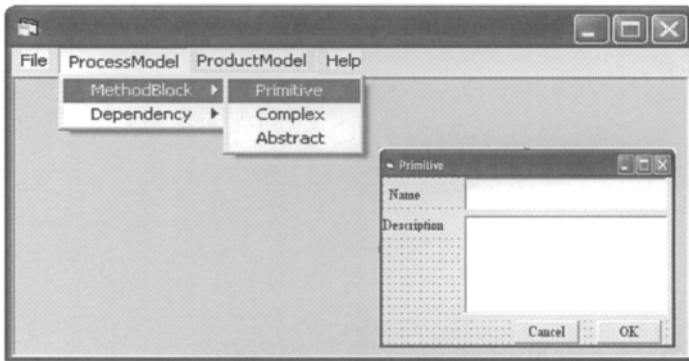 File ProcessModel ProductModel Help
MethodBlock Primitive
Dependency Complex
Abstract
Primitive
Name
Description
Cancel OK